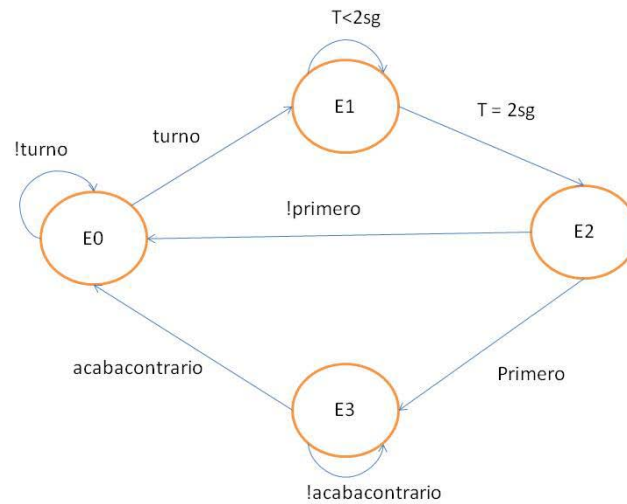 T<2sg
E1
T = 2sg
turno
!turno
!primero
E0
E2
acabacontrario
Primero
E3
!acabacontrario